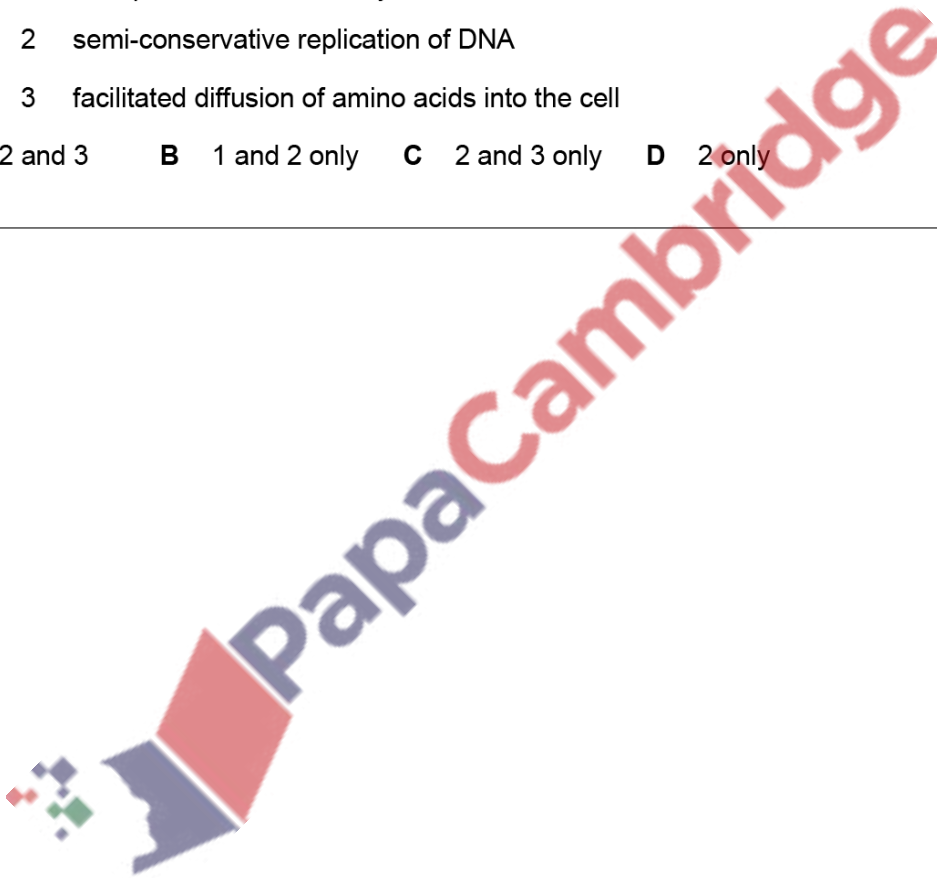 2 semi-conservative replication of DNA
3 facilitated diffusion of amino acids into the cell
2 and 3 B 1 and 2 only C 2 and 3 only D 2 only
PapaCambridge